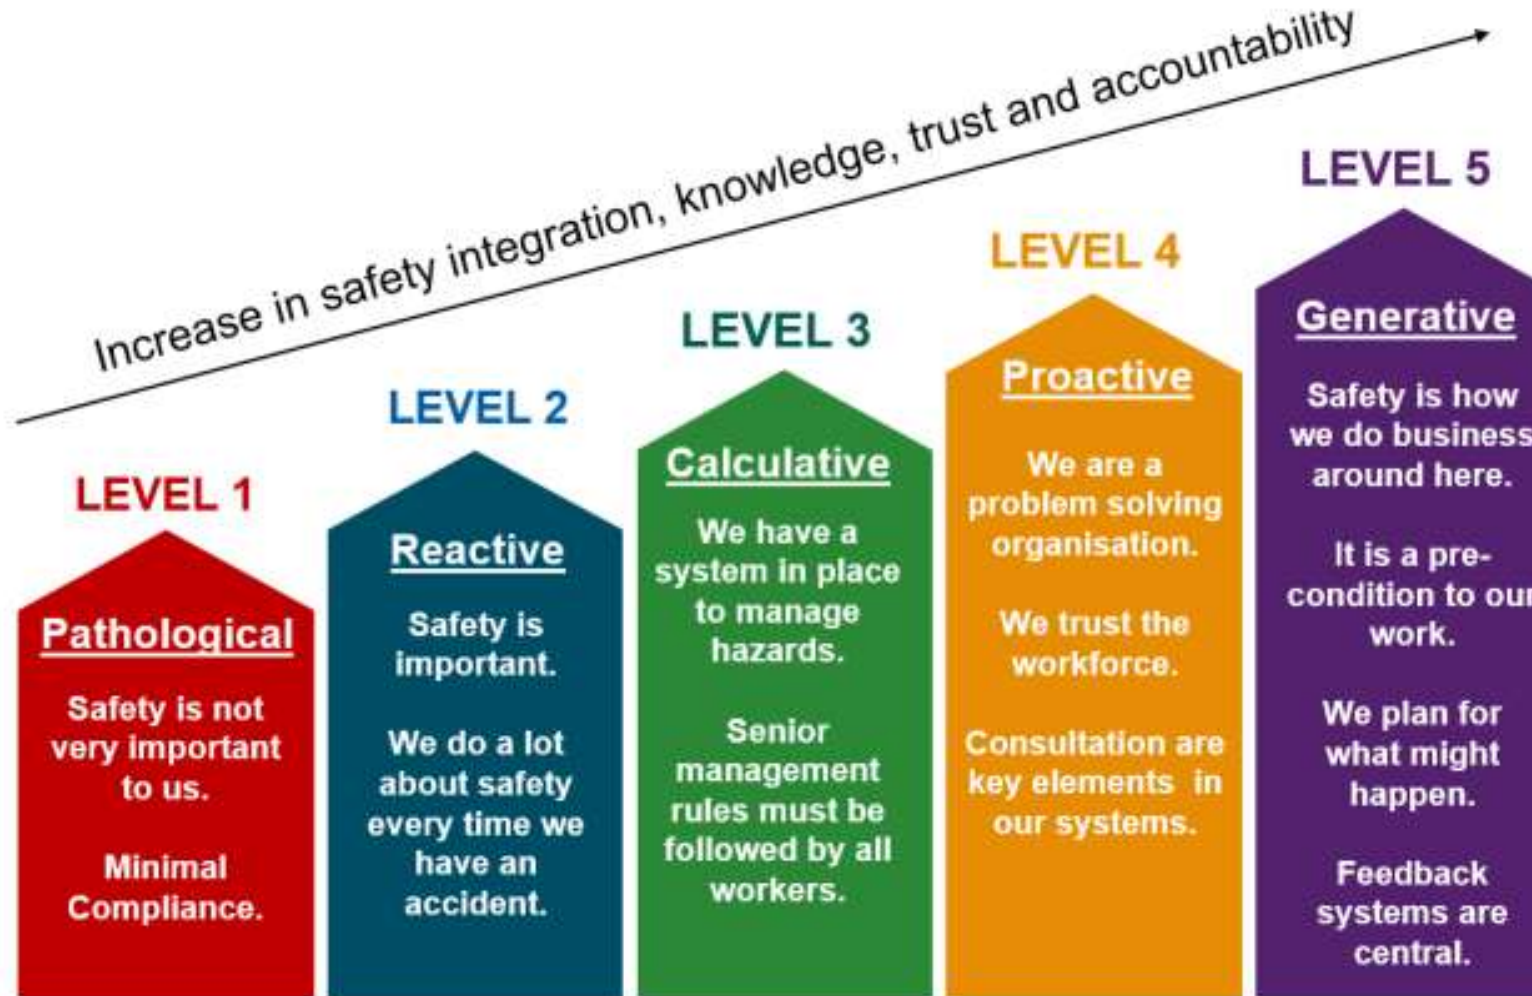 Increase in safety integration, knowledge, trust and accountability
LEVEL 1
Pathological
Safety is not
very important
to us.
Minimal
Compliance.
LEVEL 2
Reactive
Safety is
important.
We do a lot
about safety
every time we
have an
accident.
LEVEL 3
Calculative
We have a
system in place
to manage
hazards.
Senior
management
rules must be
followed by all
workers.
LEVEL 4
Proactive
We are a
problem solving
organisation.
We trust the
workforce.
Consultation are
key elements in
our systems.
LEVEL 5
Generative
Safety is how
we do business
around here.
It is a pre-
condition to our
work.
We plan for
what might
happen.
Feedback
systems are
central.